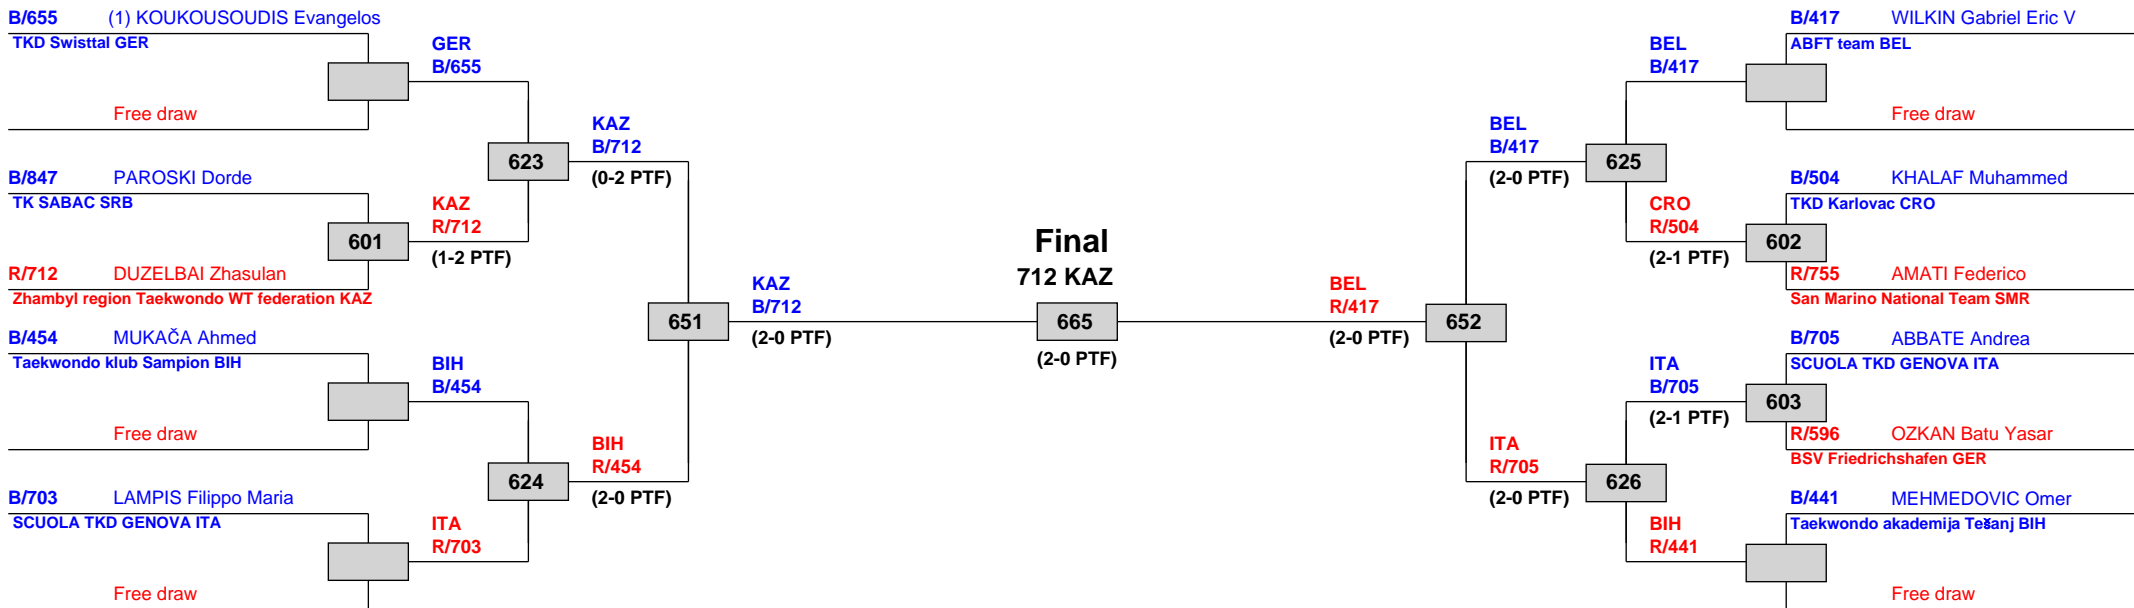 B/655 (1) KOUKOUSOUDIS Evangelos
TKD Swisttal GER
Free draw
B/847 PAROSKI Dorde
TK SABAC SRB
601
R/712 DUZELBAI Zhasulan
Zhambyl region Taekwondo WT federation KAZ
B/454 MUKAČA Ahmed
Taekwondo klub Sampion BIH
Free draw
B/703 LAMPIS Filippo Maria
SCUOLA TKD GENOVA ITA
Free draw
GER
B/655
623
KAZ
R/712
(1-2 PTF)
BIH
B/454
624
ITA
R/703
KAZ
B/712
(0-2 PTF)
651
BIH
R/454
(2-0 PTF)
KAZ
B/712
(2-0 PTF)
Final
712 KAZ
665
(2-0 PTF)
BEL
R/417
(2-0 PTF)
652
BEL
B/417
(2-0 PTF)
ITA
R/705
(2-0 PTF)
BEL
B/417
625
CRO
R/504
(2-1 PTF)
ITA
B/705
(2-1 PTF)
626
BIH
R/441
B/417 WILKIN Gabriel Eric V
ABFT team BEL
Free draw
B/504 KHALAF Muhammed
TKD Karlovac CRO
602
R/755 AMATI Federico
San Marino National Team SMR
B/705 ABBATE Andrea
SCUOLA TKD GENOVA ITA
603
R/596 OZKAN Batu Yasar
BSV Friedrichshafen GER
B/441 MEHMEDOVIC Omer
Taekwondo akademija Tešanj BIH
Free draw